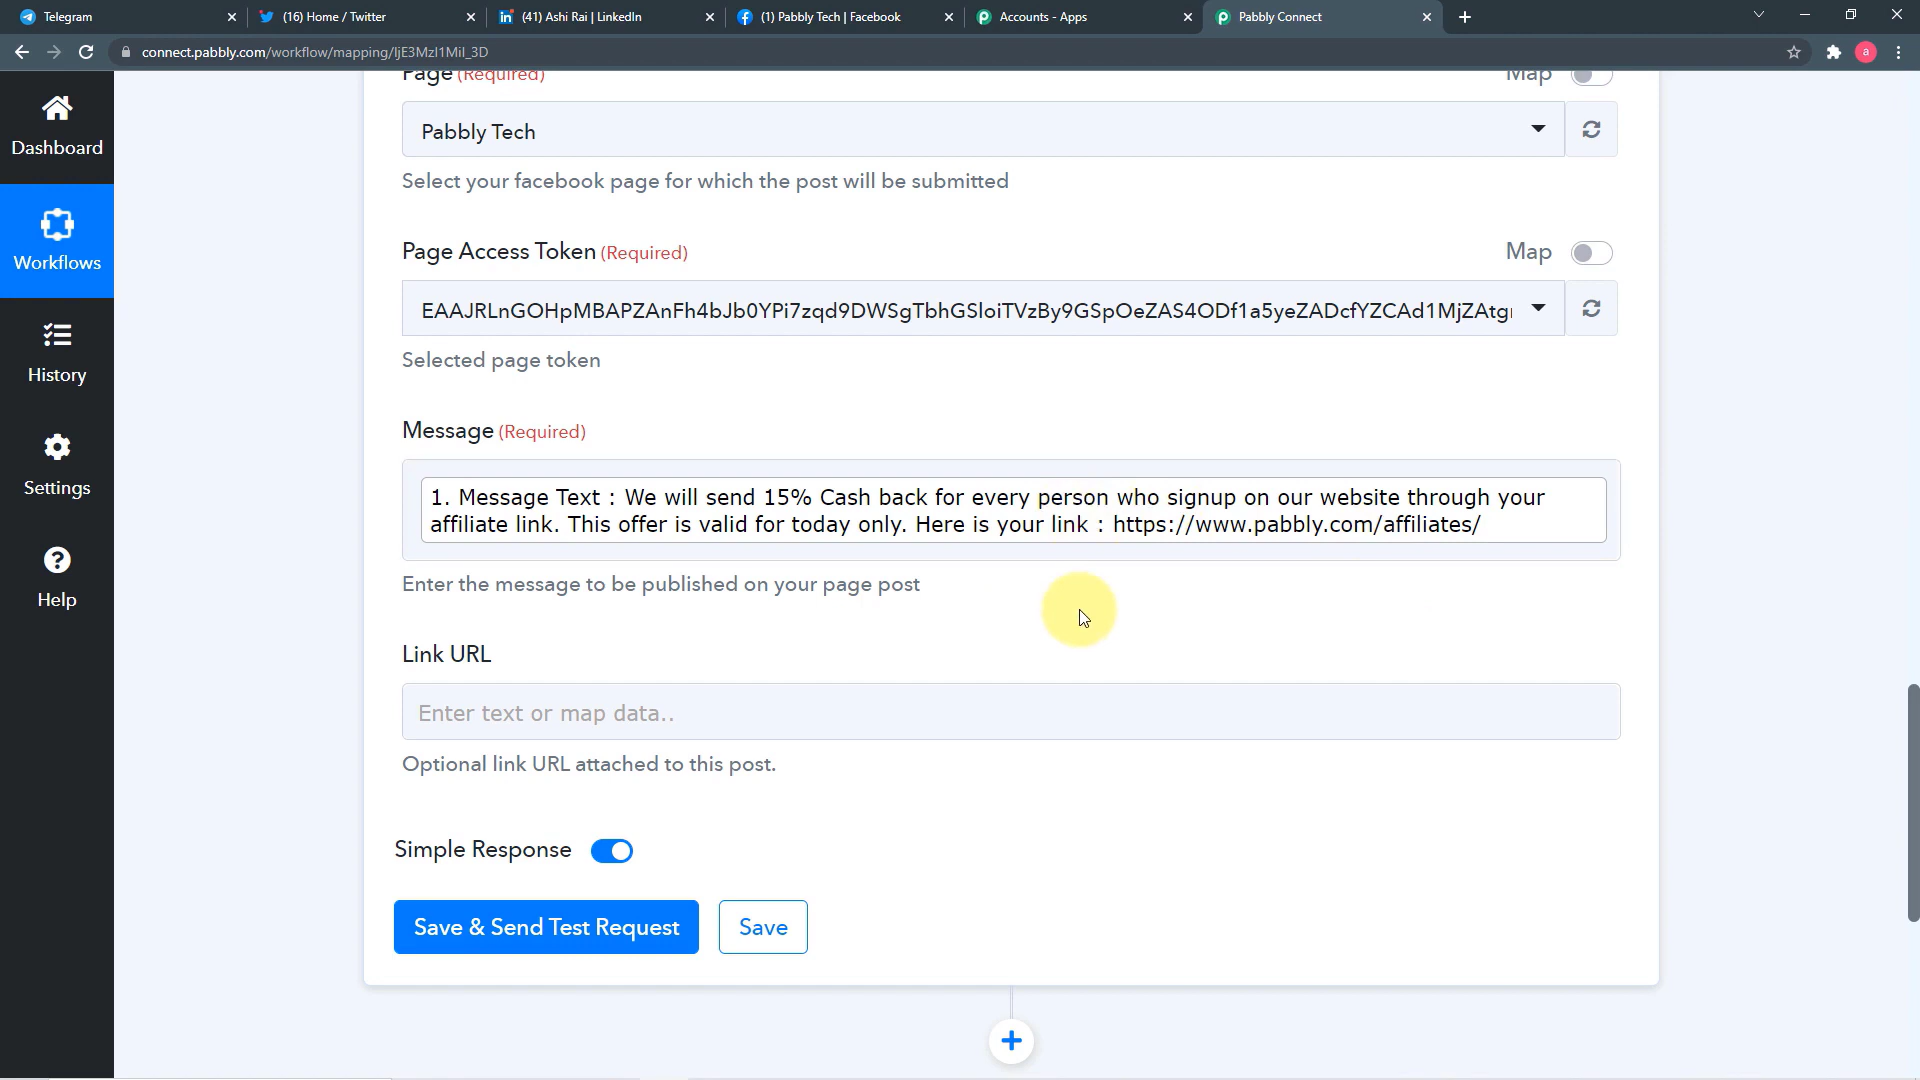 Telegram
(16) Home / Twitter
(41) Ashi Rai | LinkedIn
(1) Pabbly Tech | Facebook
Accounts - Apps
Pabbly Connect
connect.pabbly.com/workflow/mapping/IjE3MzI1MiI_3D
Dashboard
Workflows
History
Settings
Help
Page (Required)
Map
Pabbly Tech
Select your facebook page for which the post will be submitted
Page Access Token (Required)
Map
Selected page token
Message (Required)
1. Message Text : We will send 15% Cash back for every person who signup on our website through your
affiliate link. This offer is valid for today only. Here is your link : https://www.pabbly.com/affiliates/
Enter the message to be published on your page post
Link URL
Enter text or map data..
Optional link URL attached to this post.
Simple Response
Save & Send Test Request
Save